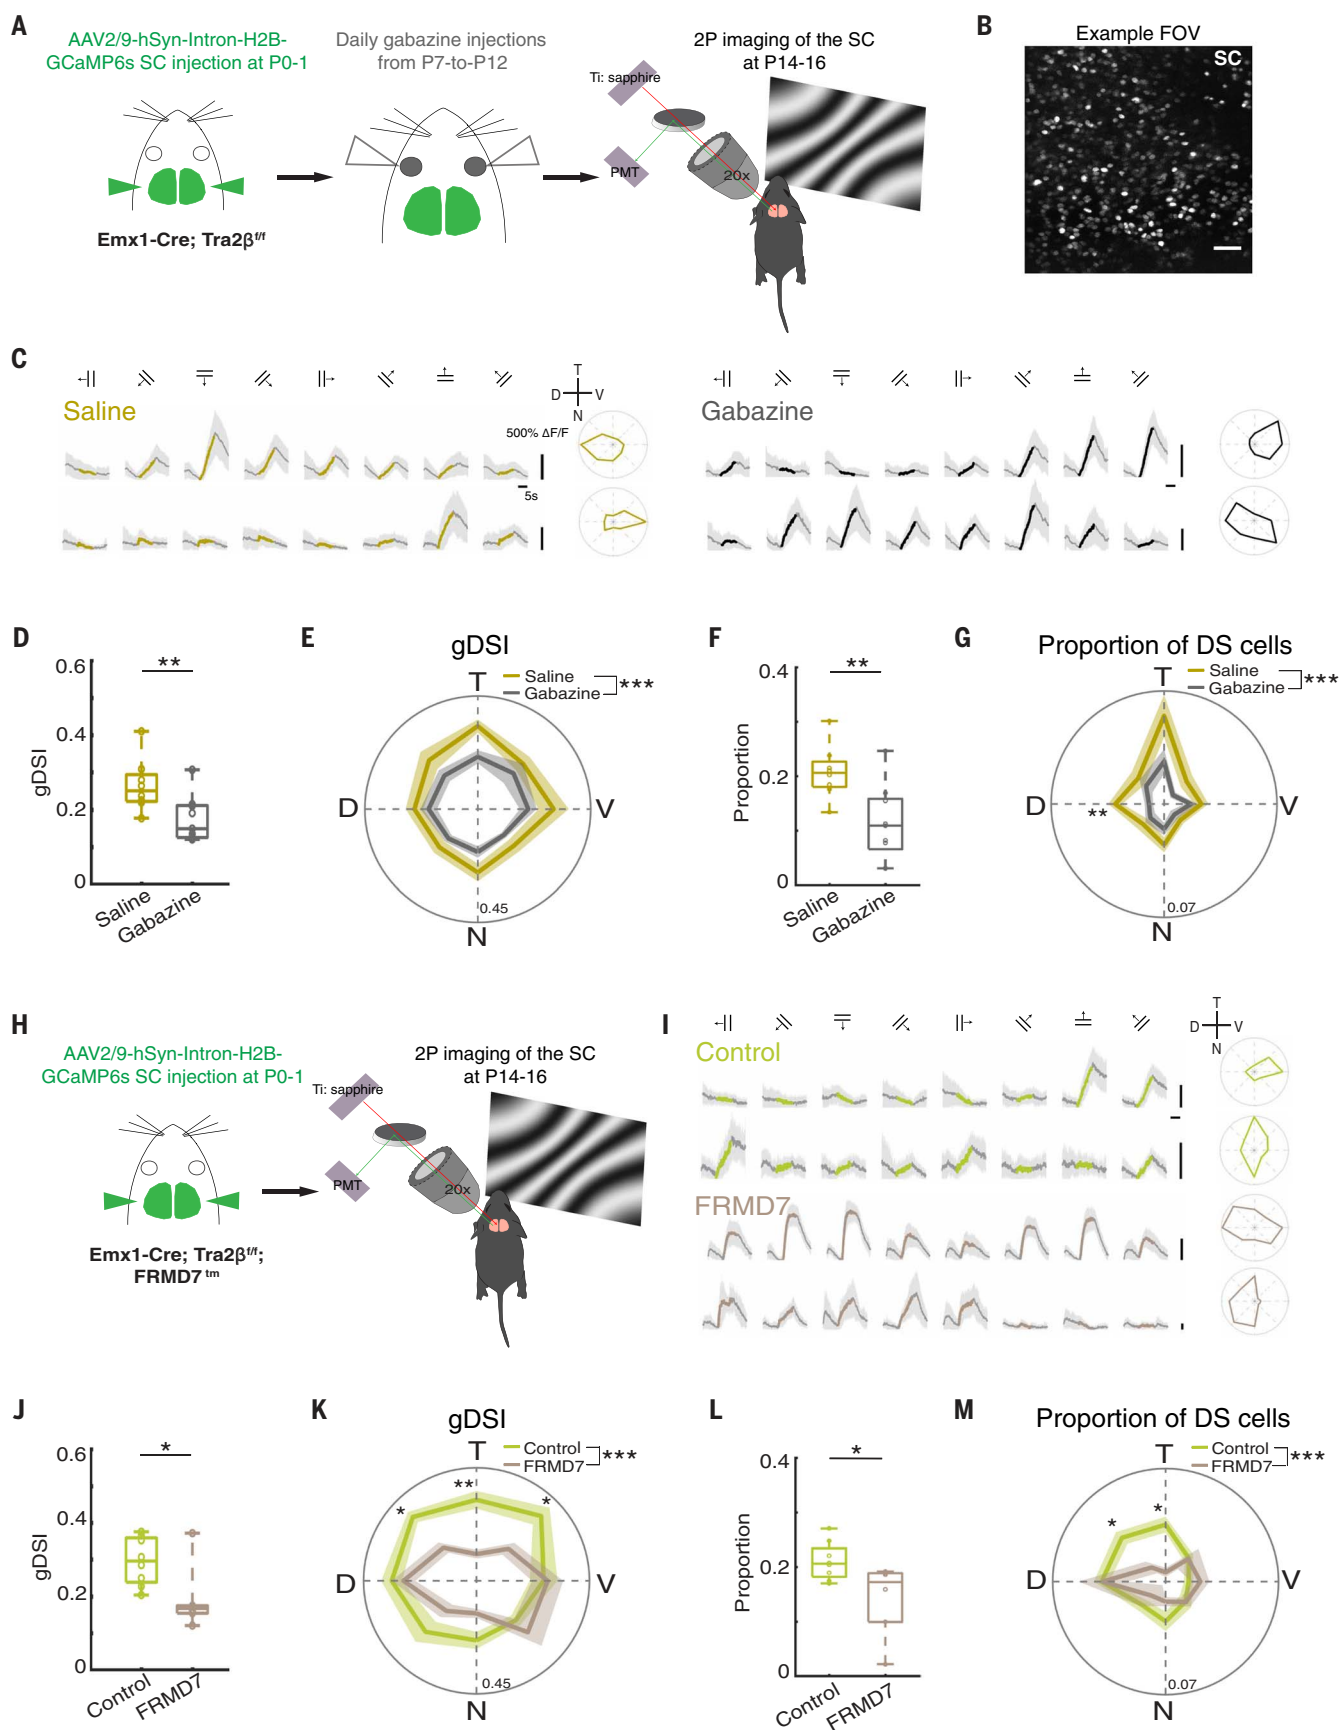 A
AAV2/9-hSyn-Intron-H2B-
GCaMP6s SC injection at P0-1
Emx1-Cre; Tra2βf/f
Daily gabazine injections
from P7-to-P12
2P imaging of the SC
at P14-16
Ti: sapphire
PMT
20x
B
Example FOV
SC
C
Saline
T
D V
N
500% ΔF/F
5s
Gabazine
D
0.6
0.4
0.2
0
gDSI
**
Saline
Gabazine
E
gDSI
Saline
Gabazine
***
T
D
V
N
0.45
F
0.4
0.2
0
Proportion
**
Saline
Gabazine
G
Proportion of DS cells
Saline
Gabazine
***
T
D
V
N
**
0.07
H
AAV2/9-hSyn-Intron-H2B-
GCaMP6s SC injection at P0-1
Emx1-Cre; Tra2βf/f;
FRMD7tm
2P imaging of the SC
at P14-16
Ti: sapphire
PMT
20x
I
Control
T
D V
N
FRMD7
J
0.6
0.4
0.2
0
gDSI
*
Control
FRMD7
K
gDSI
Control
FRMD7
***
T
D
V
N
*
**
*
0.45
L
0.4
0.2
0
Proportion
*
Control
FRMD7
M
Proportion of DS cells
Control
FRMD7
***
T
D
V
N
*
*
0.07